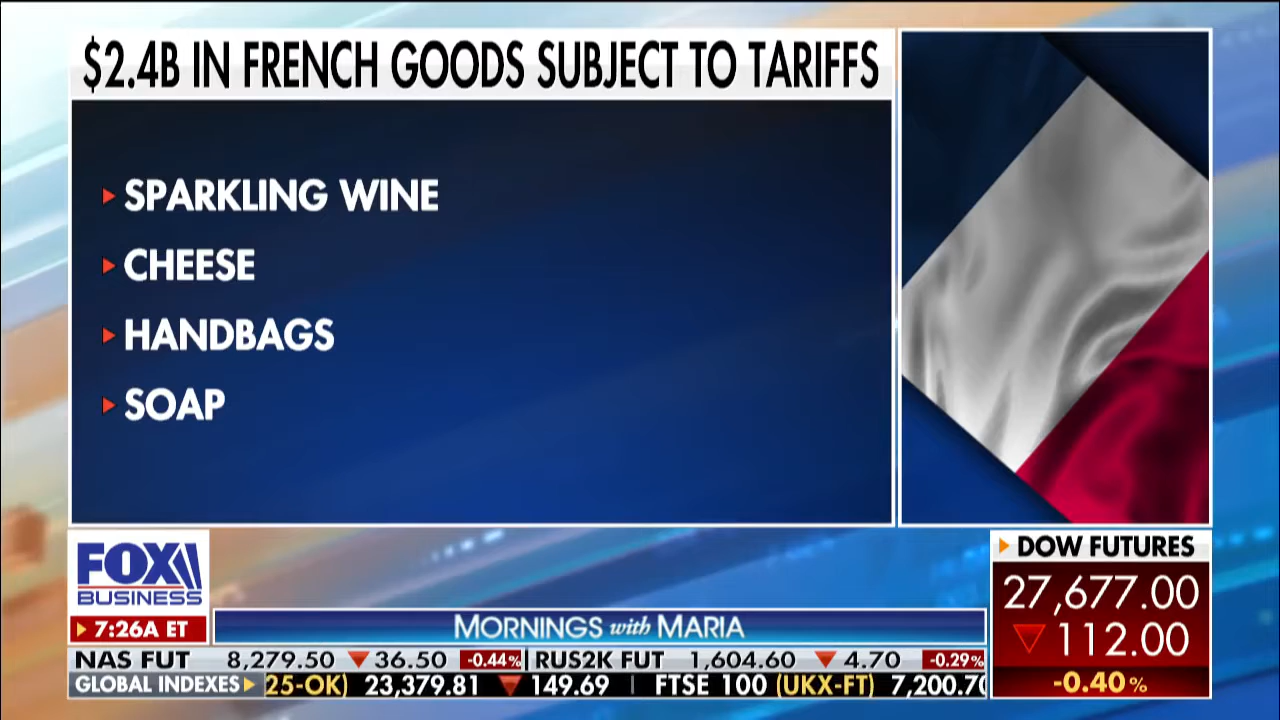 $2.4B IN FRENCH GOODS SUBJECT TO TARIFFS
SPARKLING WINE
CHEESE
HANDBAGS
SOAP
FOX
BUSINESS
7:26A ET
MORNINGS with MARIA
DOW FUTURES
27,677.00
112.00
-0.40%
NAS FUT 8,279.50 36.50 -0.44% RUS2K FUT 1,604.60 4.70 -0.29%
GLOBAL INDEXES 25-OK) 23,379.81 149.69 FTSE 100 (UKX-FT) 7,200.70